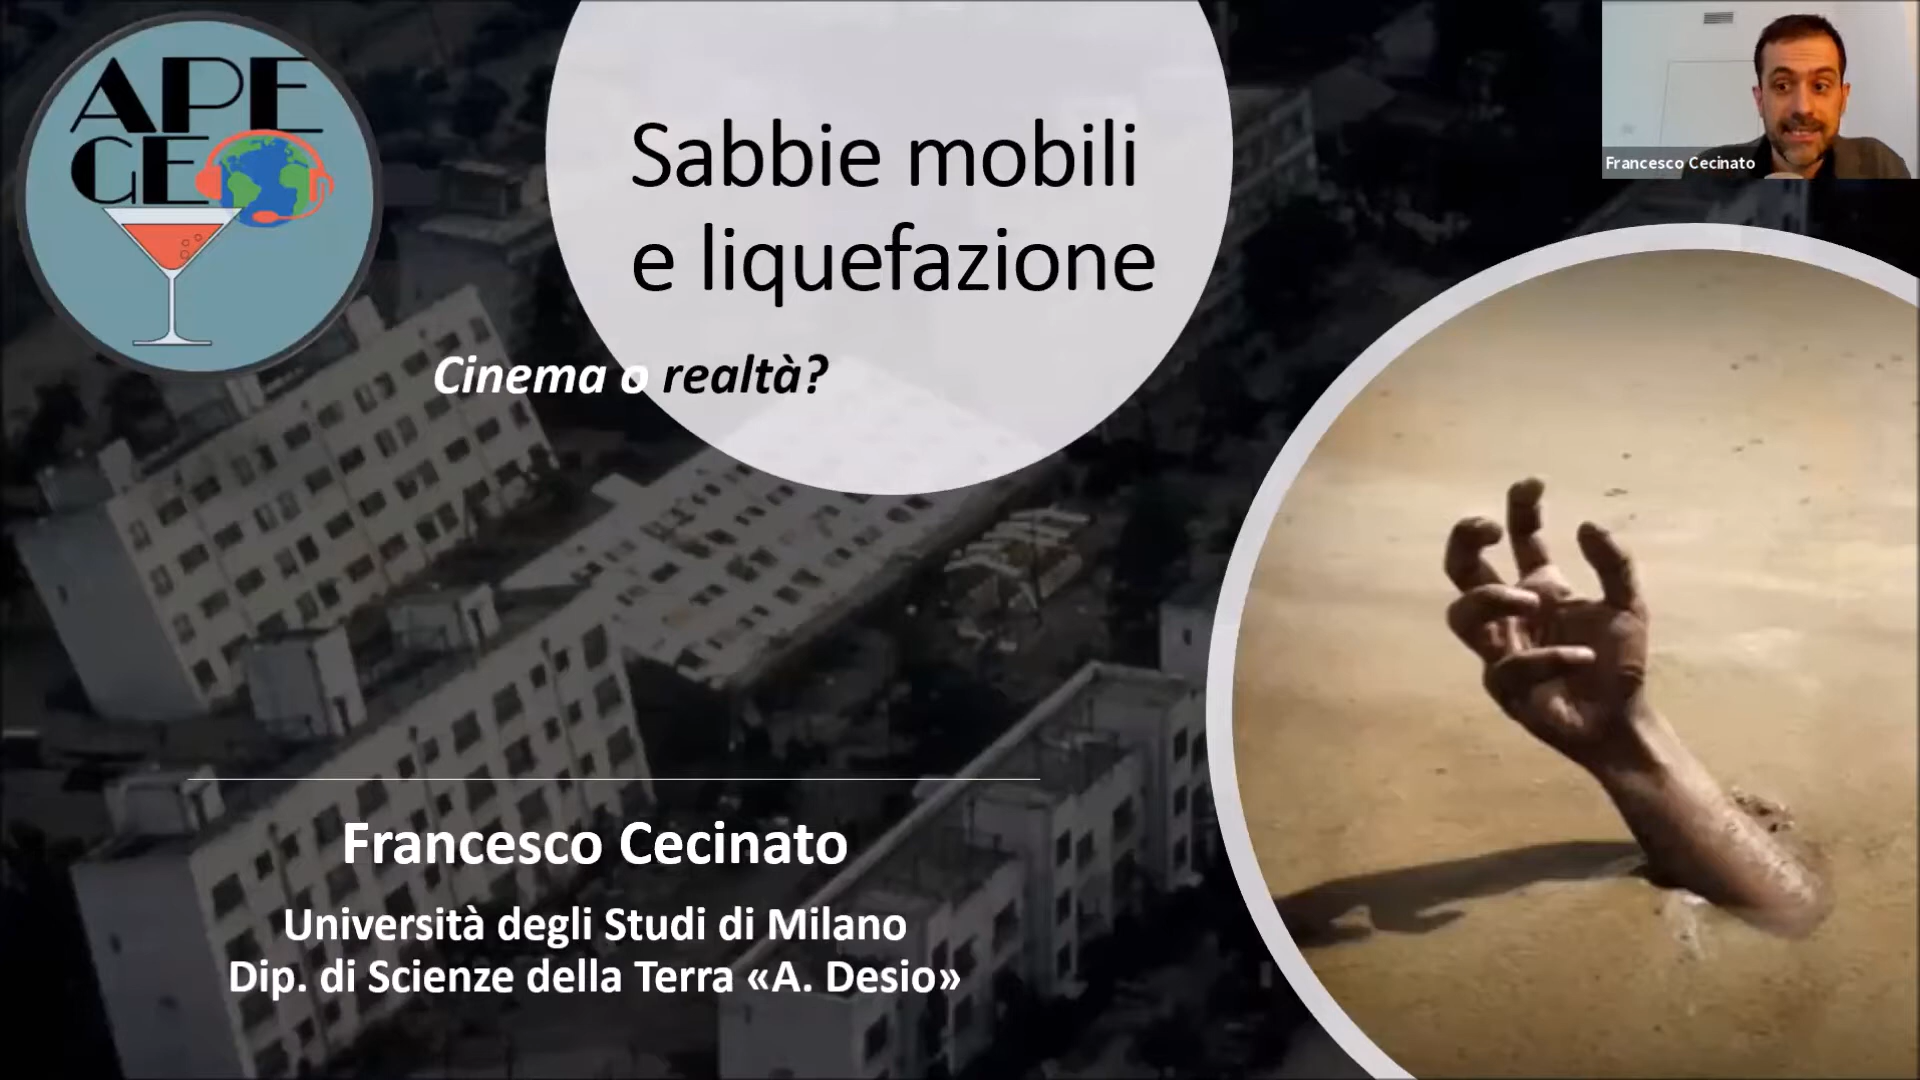 APE
GEO
Sabbie mobili
e liquefazione
Cinema o realtà?
Francesco Cecinato
Francesco Cecinato
Università degli Studi di Milano
Dip. di Scienze della Terra «A. Desio»